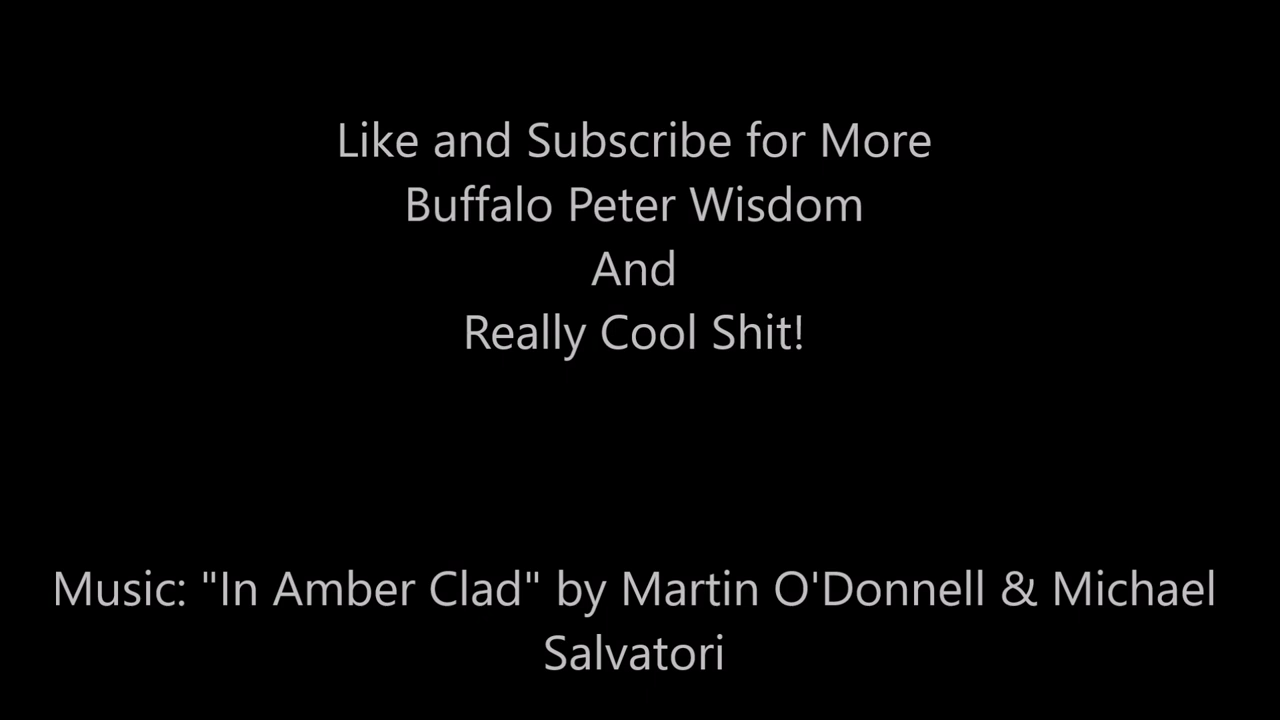 Like and Subscribe for More
Buffalo Peter Wisdom
And
Really Cool Shit!
Music: "In Amber Clad" by Martin O'Donnell & Michael
Salvatori